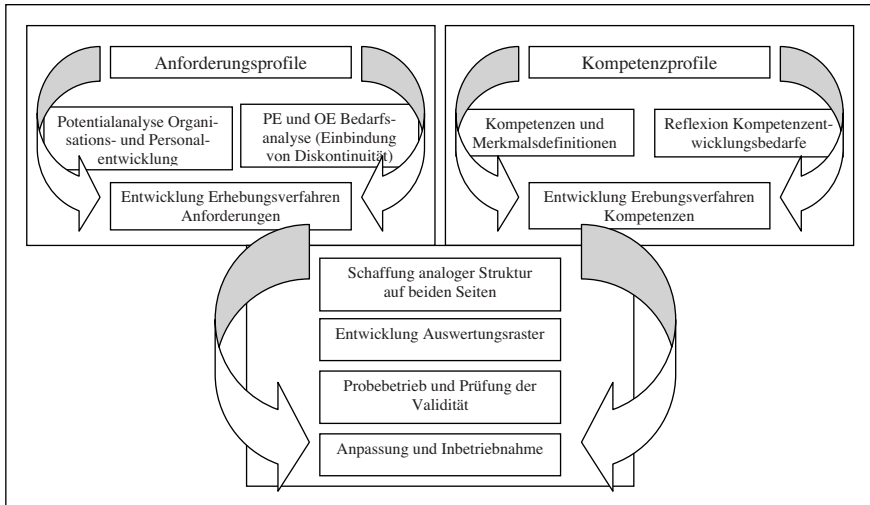 Anforderungsprofile
Potentialanalyse Organi-
sations- und Personal-
entwicklung
PE und OE Bedarfs-
analyse (Einbindung
von Diskontinuität)
Entwicklung Erhebungsverfahren
Anforderungen
Kompetenzprofile
Kompetenzen und
Merkmalsdefinitionen
Reflexion Kompetenzent-
wicklungsbedarfe
Entwicklung Erebungsverfahren
Kompetenzen
Schaffung analoger Struktur
auf beiden Seiten
Entwicklung Auswertungsraster
Probebetrieb und Prüfung der
Validität
Anpassung und Inbetriebnahme